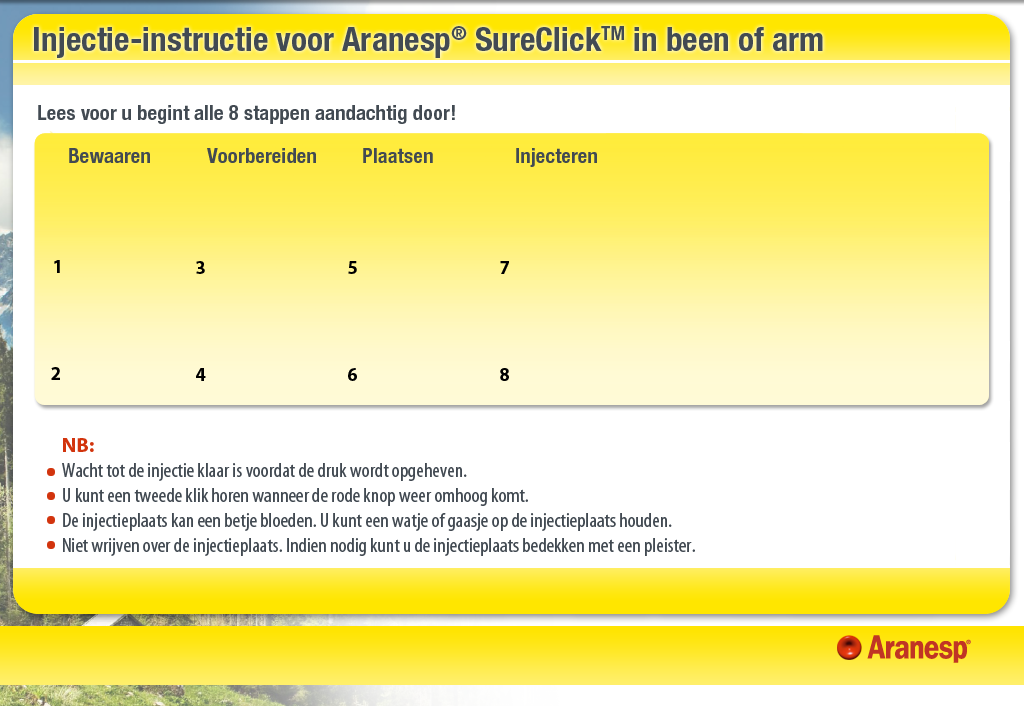 Injectie-instructie voor Aranesp® SureClick™ in been of arm
Lees voor u begint alle 8 stappen aandachtig door!
Bewaaren Voorbereiden Plaatsen Injecteren
1 3 5 7
2 4 6 8
NB:
Wacht tot de injectie klaar is voordat de druk wordt opgeheven.
U kunt een tweede klik horen wanneer de rode knop weer omhoog komt.
De injectieplaats kan een betje bloeden. U kunt een watje of gaasje op de injectieplaats houden.
Niet wrijven over de injectieplaats. Indien nodig kunt u de injectieplaats bedekken met een pleister.
Aranesp®